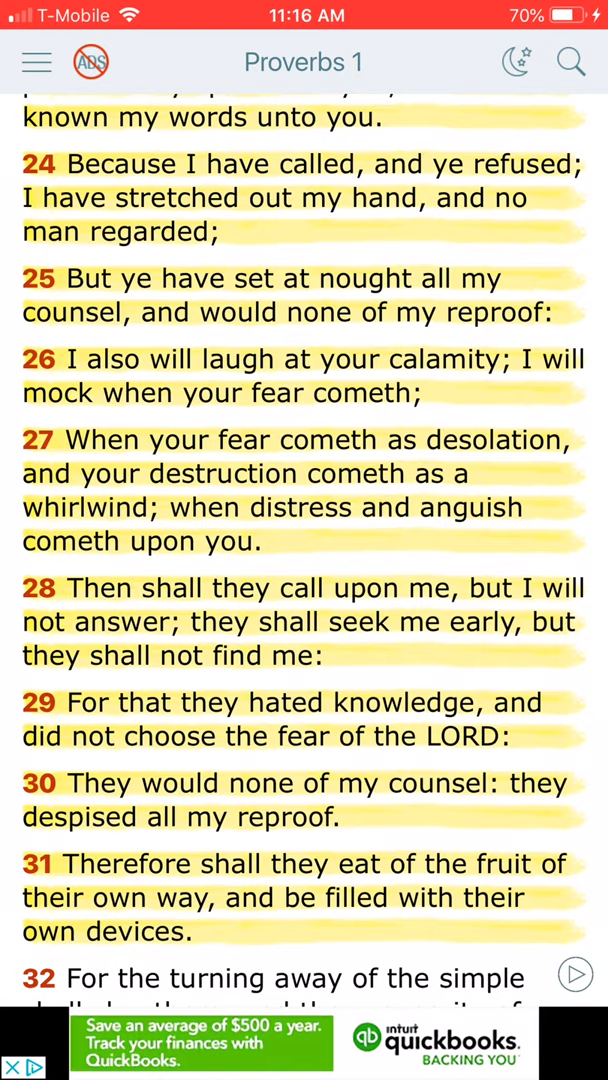 T-Mobile
11:16 AM
70%
ADS
Proverbs 1
known my words unto you.
24 Because I have called, and ye refused;
I have stretched out my hand, and no
man regarded;
25 But ye have set at nought all my
counsel, and would none of my reproof:
26 I also will laugh at your calamity; I will
mock when your fear cometh;
27 When your fear cometh as desolation,
and your destruction cometh as a
whirlwind; when distress and anguish
cometh upon you.
28 Then shall they call upon me, but I will
not answer; they shall seek me early, but
they shall not find me:
29 For that they hated knowledge, and
did not choose the fear of the LORD:
30 They would none of my counsel: they
despised all my reproof.
31 Therefore shall they eat of the fruit of
their own way, and be filled with their
own devices.
32 For the turning away of the simple
Save an average of $500 a year.
Track your finances with
QuickBooks.
qb
intuit
quickbooks.
BACKING YOU